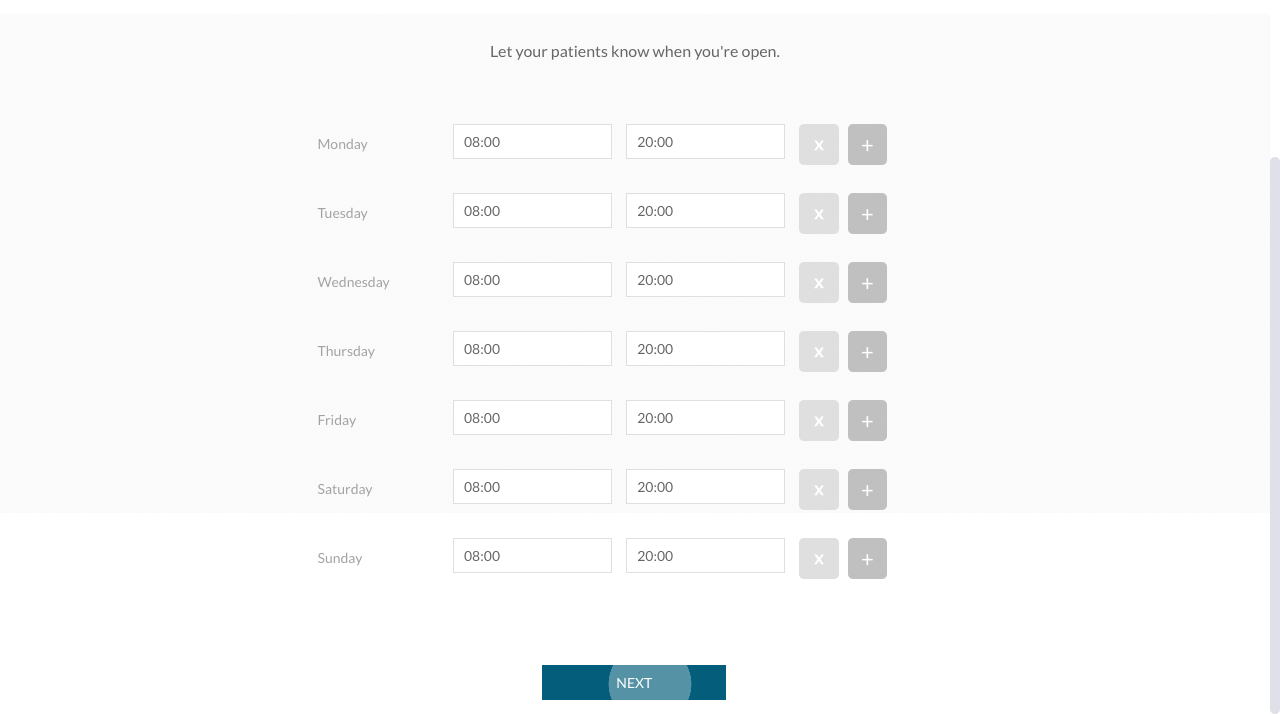 Let your patients know when you're open.
Monday 08:00 20:00 x +
Tuesday 08:00 20:00 x +
Wednesday 08:00 20:00 x +
Thursday 08:00 20:00 x +
Friday 08:00 20:00 x +
Saturday 08:00 20:00 x +
Sunday 08:00 20:00 x +
NEXT